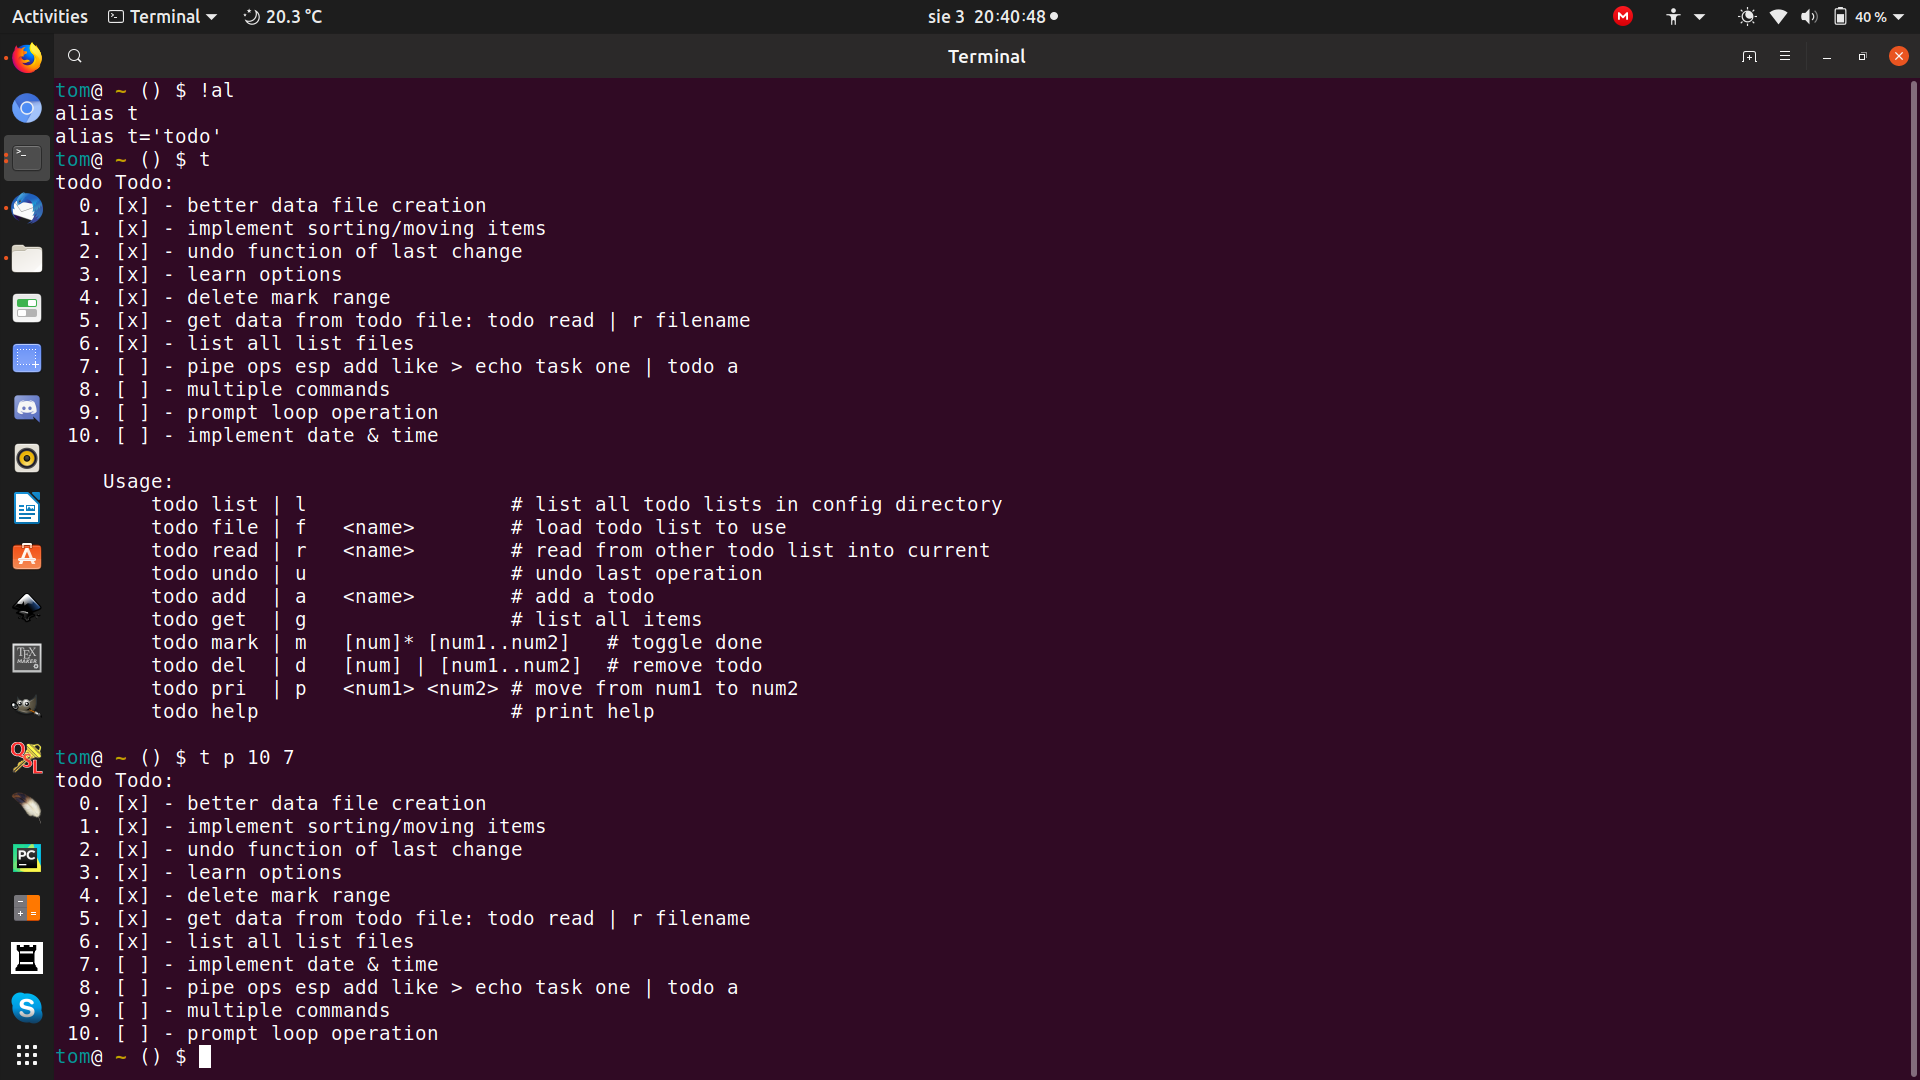 Activities Terminal 20.3 °C sie 3 20:40:48 M 40 %
Terminal
tom@ ~ () $ !al
alias t
alias t='todo'
tom@ ~ () $ t
todo Todo:
  0. [x] - better data file creation
  1. [x] - implement sorting/moving items
  2. [x] - undo function of last change
  3. [x] - learn options
  4. [x] - delete mark range
  5. [x] - get data from todo file: todo read | r filename
  6. [x] - list all list files
  7. [ ] - pipe ops esp add like > echo task one | todo a
  8. [ ] - multiple commands
  9. [ ] - prompt loop operation
 10. [ ] - implement date & time
    Usage:
        todo list | l                 # list all todo lists in config directory
        todo file | f   <name>        # load todo list to use
        todo read | r   <name>        # read from other todo list into current
        todo undo | u                 # undo last operation
        todo add  | a   <name>        # add a todo
        todo get  | g                 # list all items
        todo mark | m   [num]* [num1..num2]   # toggle done
        todo del  | d   [num] | [num1..num2]  # remove todo
        todo pri  | p   <num1> <num2> # move from num1 to num2
        todo help                     # print help
tom@ ~ () $ t p 10 7
todo Todo:
  0. [x] - better data file creation
  1. [x] - implement sorting/moving items
  2. [x] - undo function of last change
  3. [x] - learn options
  4. [x] - delete mark range
  5. [x] - get data from todo file: todo read | r filename
  6. [x] - list all list files
  7. [ ] - implement date & time
  8. [ ] - pipe ops esp add like > echo task one | todo a
  9. [ ] - multiple commands
 10. [ ] - prompt loop operation
tom@ ~ () $